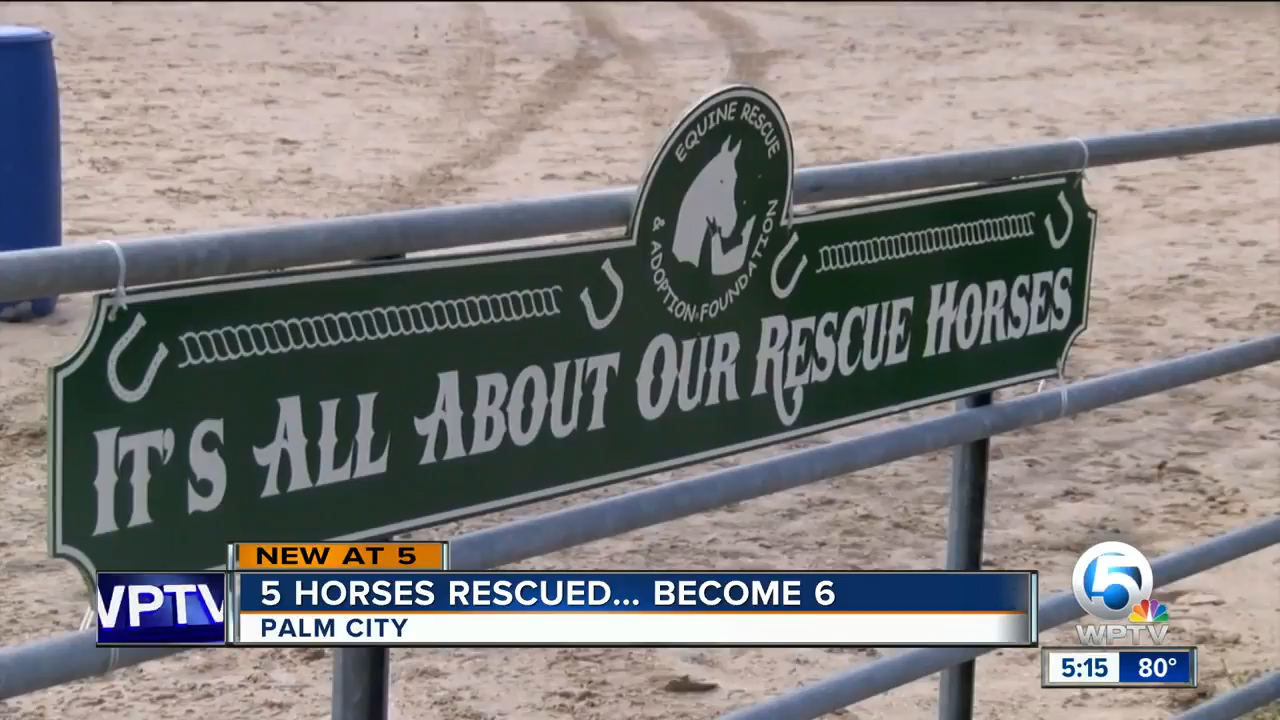 EQUINE RESCUE
& ADOPTION FOUNDATION
IT'S ALL ABOUT OUR RESCUE HORSES
NEW AT 5
WPTV
5 HORSES RESCUED... BECOME 6
PALM CITY
5
WPTV
5:15 80°